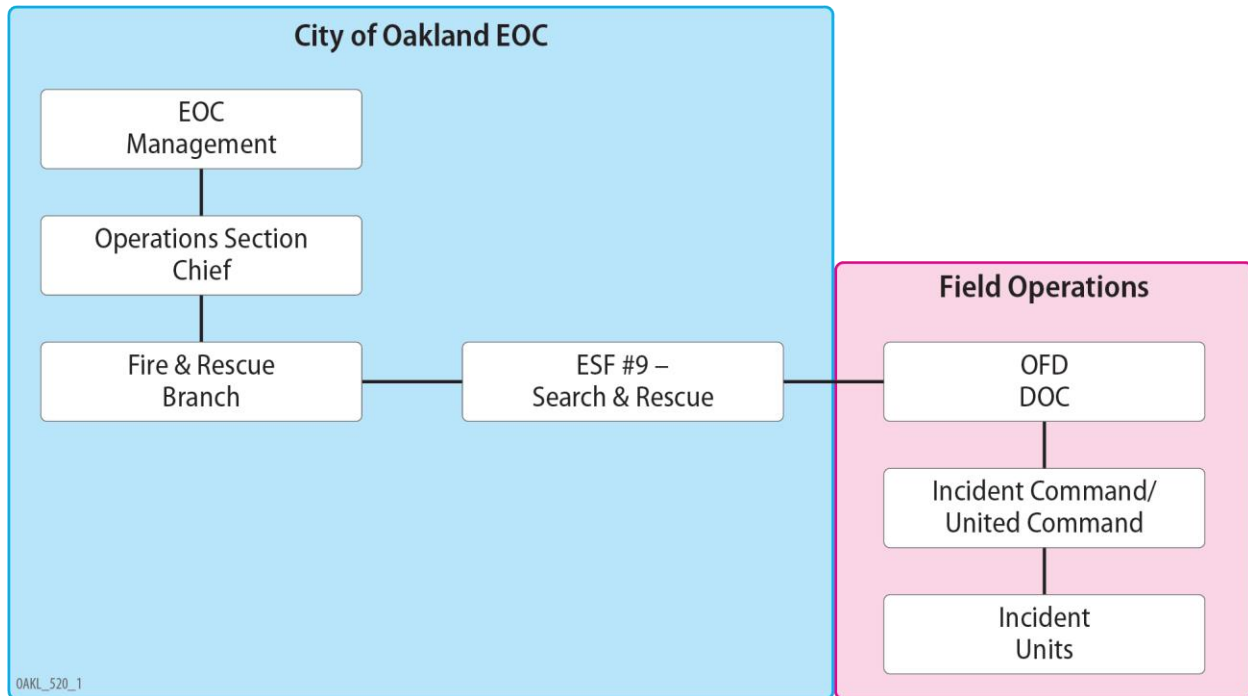 City of Oakland EOC
EOC
Management
Operations Section
Chief
Fire & Rescue
Branch
ESF #9 –
Search & Rescue
Field Operations
OFD
DOC
Incident Command/
United Command
Incident
Units
OAKL_520_1